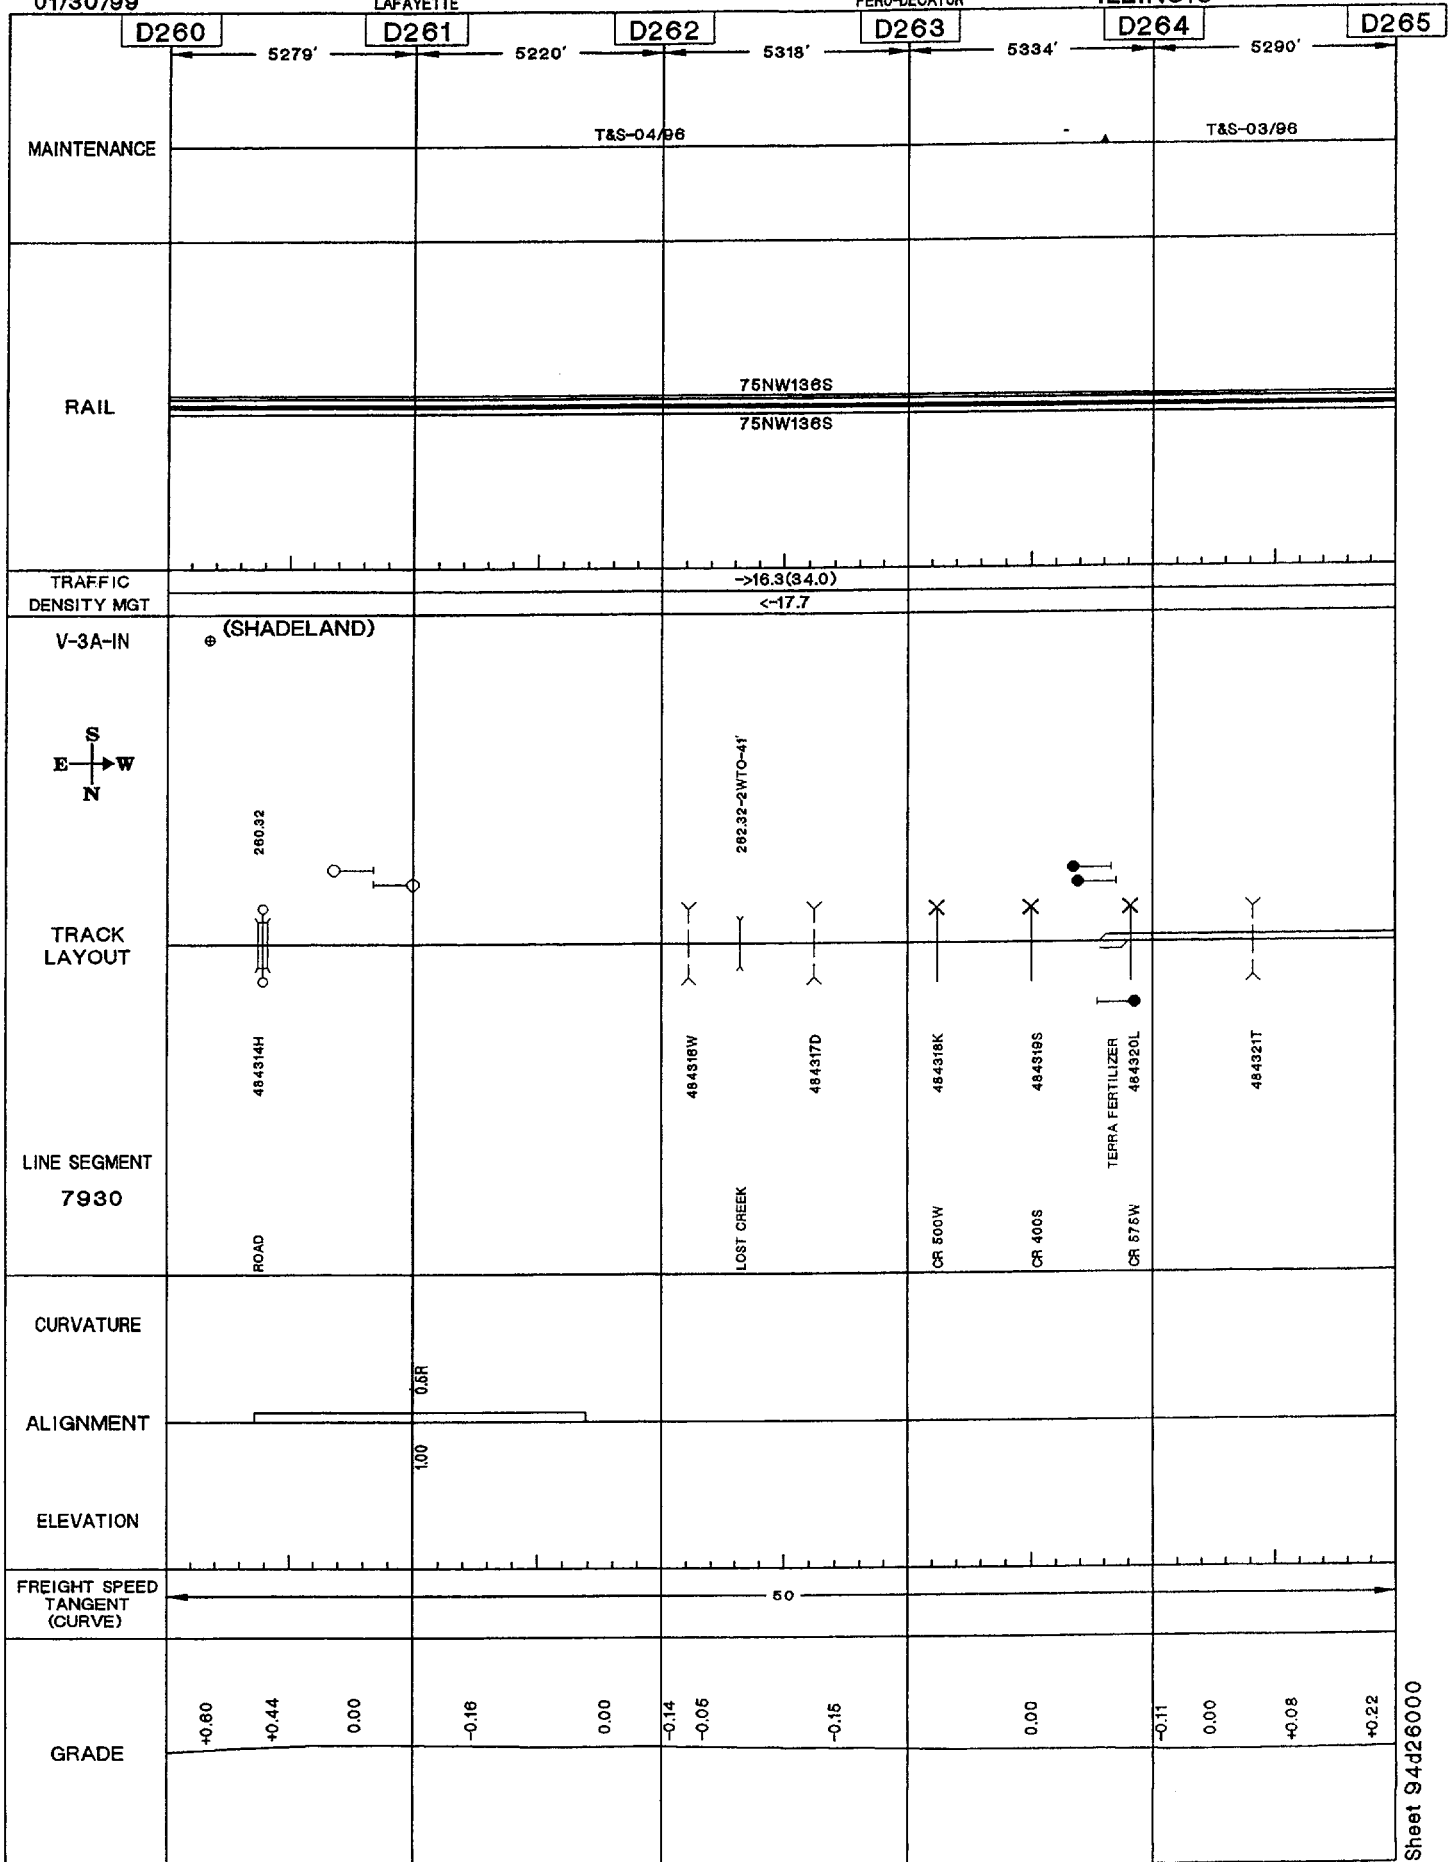 01/30/99 LAFAYETTE PERU-DECATUR ILLINOIS
D260 D261 D262 D263 D264 D265
5279' 5220' 5318' 5334' 5290'
MAINTENANCE T&S-04/96 T&S-03/96
75NW136S
RAIL
75NW136S
TRAFFIC
DENSITY MGT
->16.3(34.0)
<-17.7
V-3A-IN (SHADELAND)
S
E W
N
260.32 262.32-2WTO-41'
TRACK
LAYOUT
484314H 484316W 484317D 484318K 484319S TERRA FERTILIZER 484320L 484321T
LINE SEGMENT
7930
ROAD LOST CREEK CR 500W CR 400S CR 575W
CURVATURE
0.5R
ALIGNMENT
1.00
ELEVATION
FREIGHT SPEED
TANGENT
(CURVE)
50
GRADE
+0.60 +0.44 0.00 -0.16 0.00 -0.14 -0.05 -0.15 0.00 -0.11 0.00 +0.08 +0.22
Sheet 94d26000